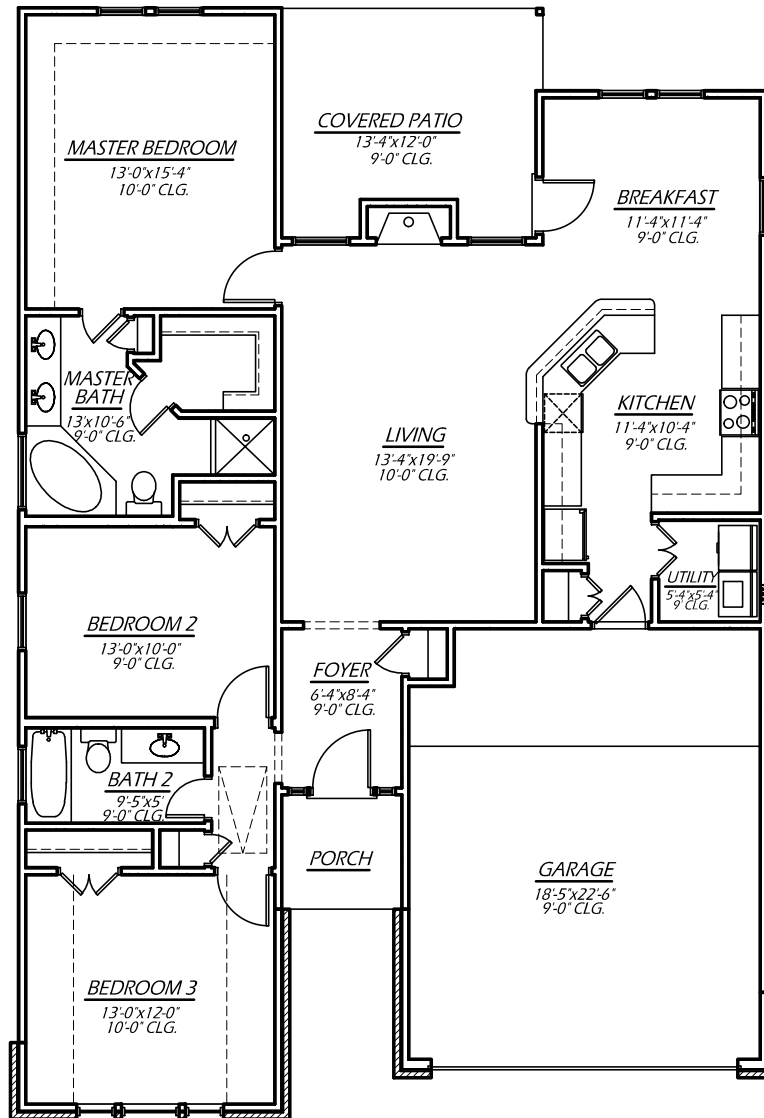 MASTER BEDROOM
13'-0"x15'-4"
10'-0" CLG.
COVERED PATIO
13'-4"x12'-0"
9'-0" CLG.
BREAKFAST
11'-4"x11'-4"
9'-0" CLG.
MASTER
BATH
13'x10'-6"
9'-0" CLG.
LIVING
13'-4"x19'-9"
10'-0" CLG.
KITCHEN
11'-4"x10'-4"
9'-0" CLG.
UTILITY
5'-4"x5'-4"
9' CLG.
BEDROOM 2
13'-0"x10'-0"
9'-0" CLG.
FOYER
6'-4"x8'-4"
9'-0" CLG.
BATH 2
9'-5"x5'
9'-0" CLG.
PORCH
GARAGE
18'-5"x22'-6"
9'-0" CLG.
BEDROOM 3
13'-0"x12'-0"
10'-0" CLG.